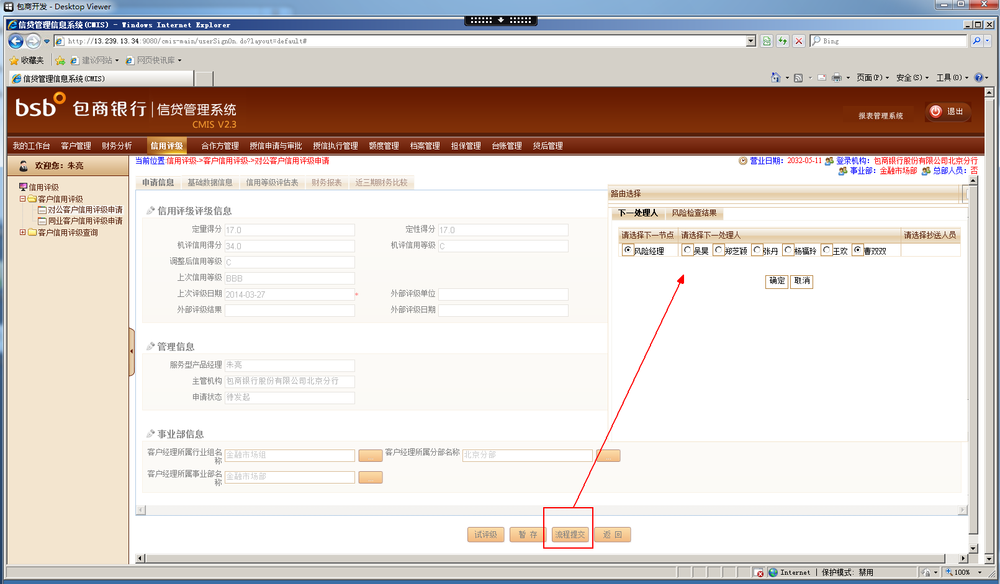 包商开发 - Desktop Viewer
信贷管理信息系统(CMIS) - Windows Internet Explorer
http://13.239.13.34:9080/cmis-main/userSignOn.do?layout=default#
Bing
收藏夹 建议网站 网页快讯库
信贷管理信息系统(CMIS)
页面(P) 安全(S) 工具(O)
bsb 包商银行 | 信贷管理系统
CMIS V2.3
报表管理系统 退出
我的工作台 客户管理 财务分析 信用评级 合作方管理 授信申请与审批 授信执行管理 额度管理 档案管理 担保管理 台账管理 贷后管理
欢迎您：朱亮
当前位置:信用评级->客户信用评级->对公客户信用评级申请
营业日期：2032-05-11 登录机构：包商银行股份有限公司北京分行
事业部：金融市场部 总部人员：否
信用评级
客户信用评级
对公客户信用评级申请
同业客户信用评级申请
客户信用评级查询
申请信息 基础数据信息 信用等级评估表 财务报表 近三期财务比较
信用评级评级信息
定量得分 17.0 定性得分 17.0
机评信用得分 34.0 机评信用等级 C
调整后信用等级 C
上次信用等级 BBB
上次评级日期 2014-03-27 * 外部评级单位
外部评级结果 外部评级日期
管理信息
服务型产品经理 朱亮
主管机构 包商银行股份有限公司北京分行
申请状态 待发起
事业部信息
客户经理所属行业组名称 金融市场组 ... 客户经理所属分部名称 北京分部 ...
客户经理所属事业部名称 金融市场部 ...
路由选择
下一处理人 风险检查结果
请选择下一节点 请选择下一处理人 请选择抄送人员
风险经理 吴昊 郑芝颖 张丹 杨福玲 王欢 曹双双
确定 取消
试评级 暂 存 流程提交 返 回
Internet | 保护模式: 禁用 100%